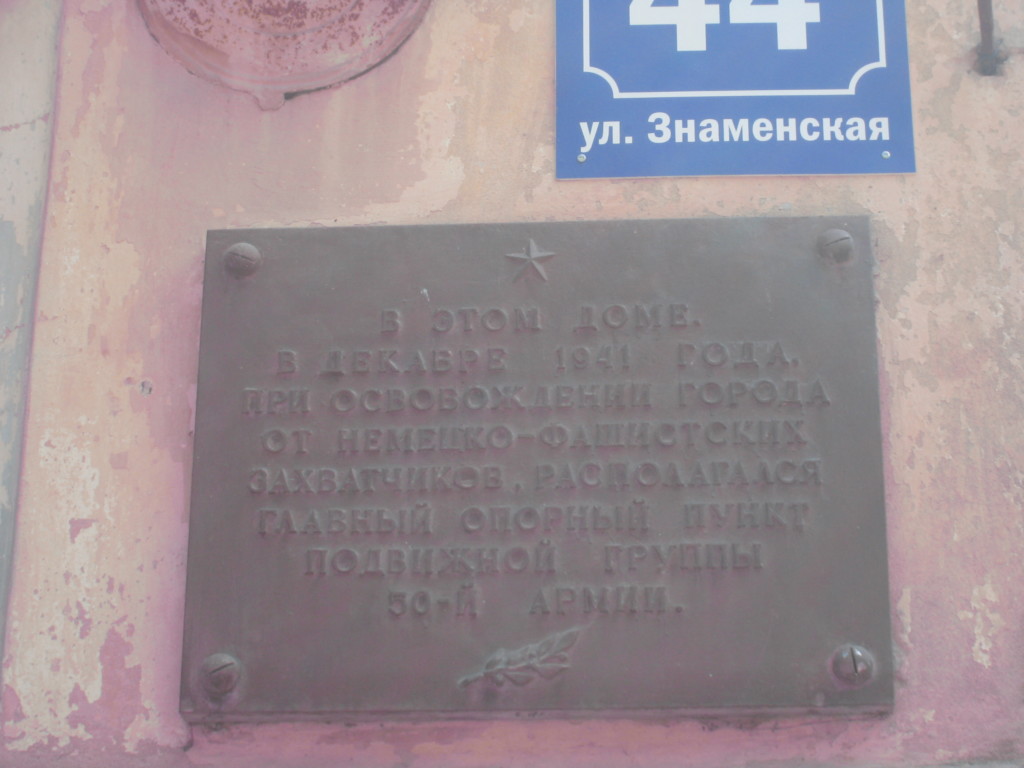 44
ул. Знаменская
В ЭТОМ ДОМЕ.
В ДЕКАБРЕ 1941 ГОДА.
ПРИ ОСВОБОЖДЕНИИ ГОРОДА
ОТ НЕМЕЦКО-ФАШИСТСКИХ
ЗАХВАТЧИКОВ, РАСПОЛАГАЛСЯ
ГЛАВНЫЙ ОПОРНЫЙ ПУНКТ
ПОДВИЖНОЙ ГРУППЫ
50-Й АРМИИ.